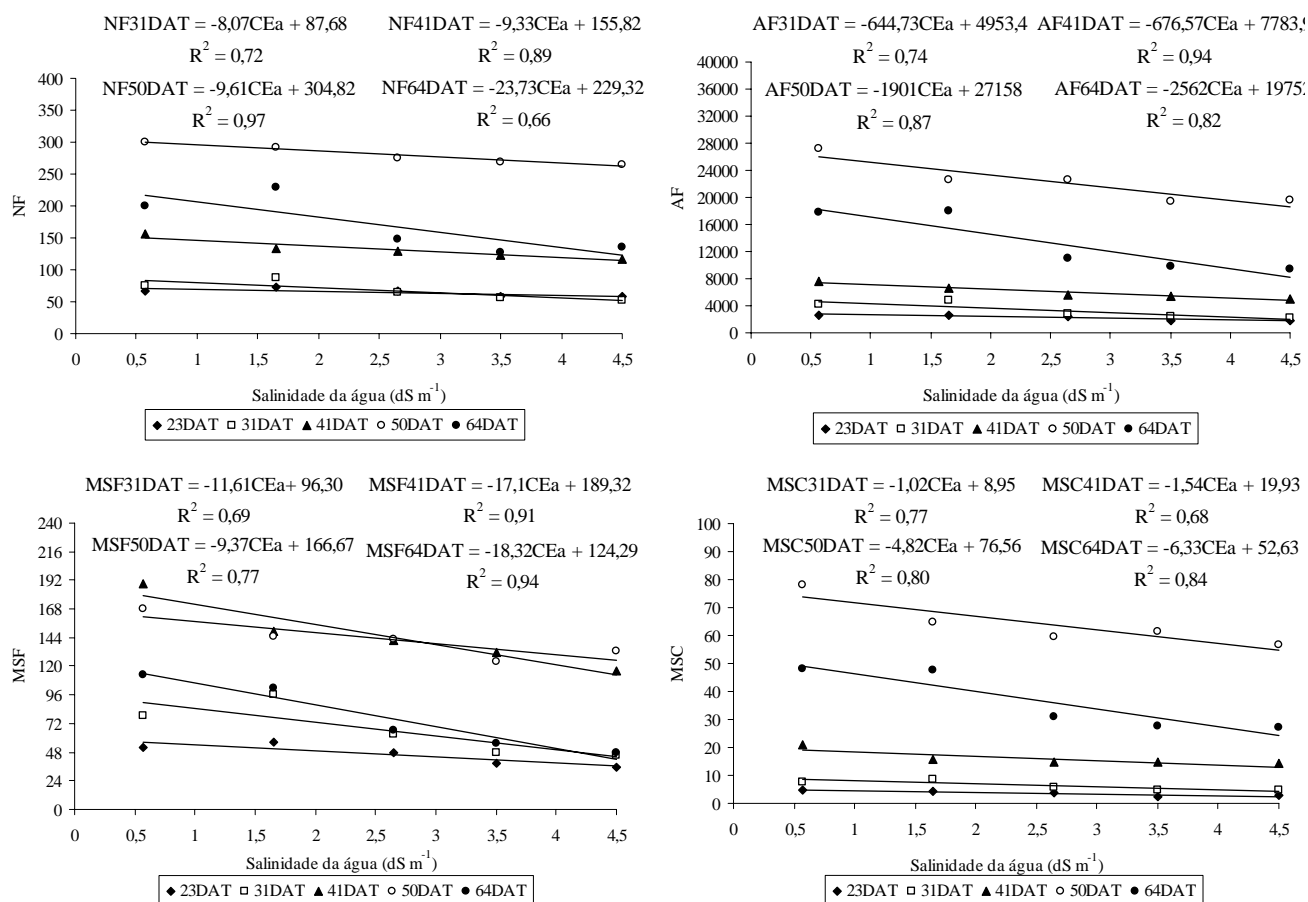 NF31DAT = -8,07CEa + 87,68 NF41DAT = -9,33CEa + 155,82
R² = 0,72 R² = 0,89
NF50DAT = -9,61CEa + 304,82 NF64DAT = -23,73CEa + 229,32
R² = 0,97 R² = 0,66
400
350
300
250
200
150
100
50
0
NF
0 0,5 1 1,5 2 2,5 3 3,5 4 4,5
Salinidade da água (dS m⁻¹)
23DAT 31DAT 41DAT 50DAT 64DAT
AF31DAT = -644,73CEa + 4953,4 AF41DAT = -676,57CEa + 7783,9
R² = 0,74 R² = 0,94
AF50DAT = -1901CEa + 27158 AF64DAT = -2562CEa + 19752
R² = 0,87 R² = 0,82
40000
36000
32000
28000
24000
20000
16000
12000
8000
4000
0
AF
0 0,5 1 1,5 2 2,5 3 3,5 4 4,5
Salinidade da água (dS m⁻¹)
23DAT 31DAT 41DAT 50DAT 64DAT
MSF31DAT = -11,61CEa+ 96,30 MSF41DAT = -17,1CEa + 189,32
R² = 0,69 R² = 0,91
MSF50DAT = -9,37CEa + 166,67 MSF64DAT = -18,32CEa + 124,29
R² = 0,77 R² = 0,94
240
216
192
168
144
120
96
72
48
24
0
MSF
0 0,5 1 1,5 2 2,5 3 3,5 4 4,5
Salinidade da água (dS m⁻¹)
23DAT 31DAT 41DAT 50DAT 64DAT
MSC31DAT = -1,02CEa + 8,95 MSC41DAT = -1,54CEa + 19,93
R² = 0,77 R² = 0,68
MSC50DAT = -4,82CEa + 76,56 MSC64DAT = -6,33CEa + 52,63
R² = 0,80 R² = 0,84
100
90
80
70
60
50
40
30
20
10
0
MSC
0 0,5 1 1,5 2 2,5 3 3,5 4 4,5
Salinidade da água (dS m⁻¹)
23DAT 31DAT 41DAT 50DAT 64DAT